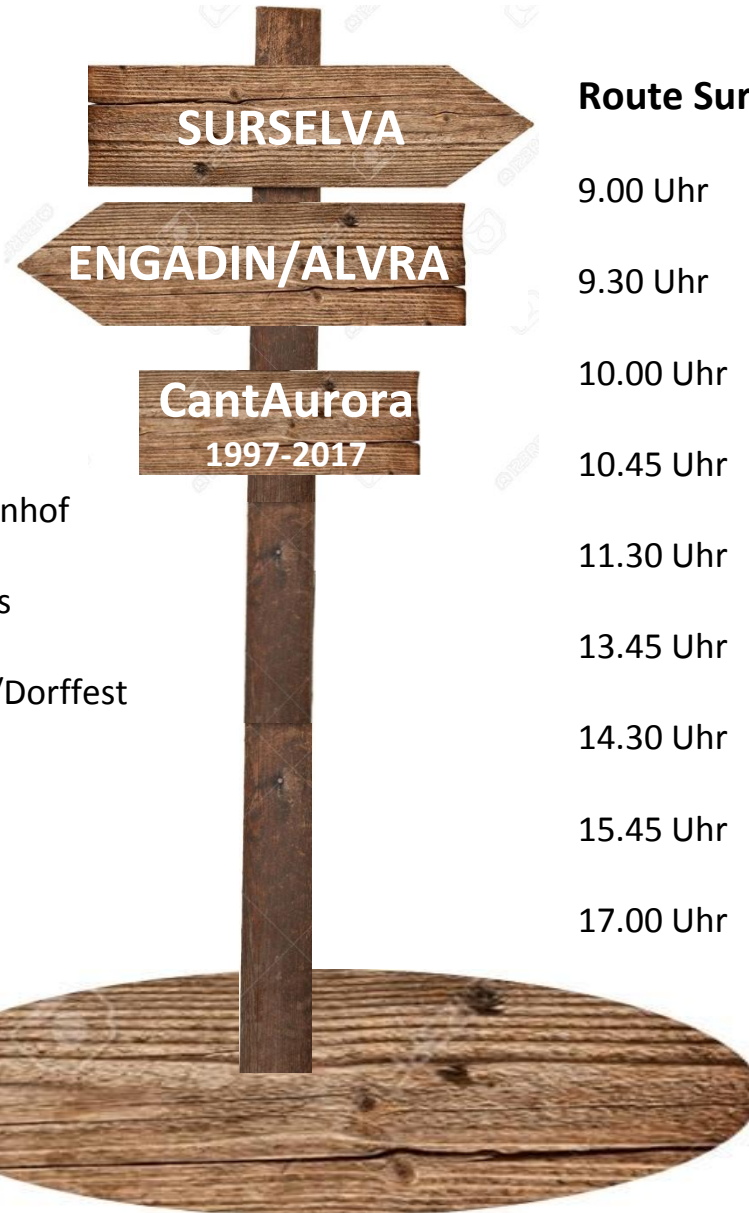 SURSELVA
ENGADIN/ALVRA
CantAurora
1997-2017
nhof
s
/Dorffest
Route Sur
9.00 Uhr
9.30 Uhr
10.00 Uhr
10.45 Uhr
11.30 Uhr
13.45 Uhr
14.30 Uhr
15.45 Uhr
17.00 Uhr